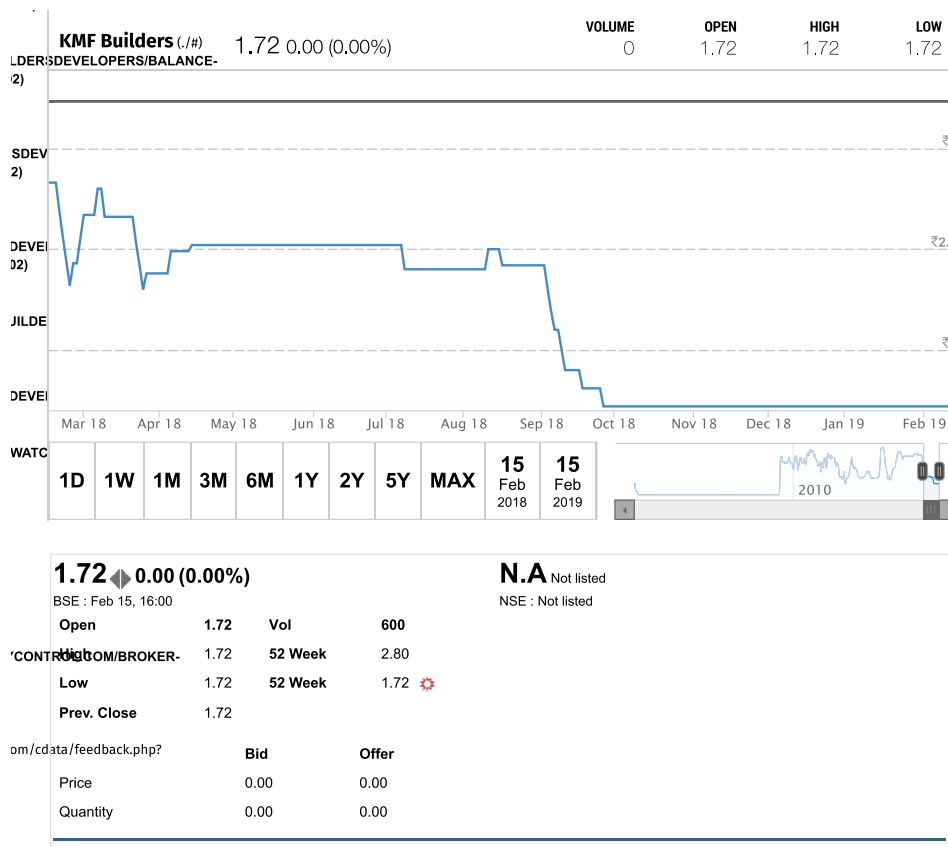 VOLUME OPEN HIGH LOW
KMF Builders (./#) 1.72 0.00 (0.00%) 0 1.72 1.72 1.72
LDERSDEVELOPERS/BALANCE-
02)
SDEV
2)
DEVEL
₹2.
02)
UILDE
DEVEL
Mar 18 Apr 18 May 18 Jun 18 Jul 18 Aug 18 Sep 18 Oct 18 Nov 18 Dec 18 Jan 19 Feb 19
WATC
1D 1W 1M 3M 6M 1Y 2Y 5Y MAX 15 Feb 2018 15 Feb 2019
2010
1.72 0.00 (0.00%) N.A Not listed
BSE : Feb 15, 16:00 NSE : Not listed
Open 1.72 Vol 600
High 1.72 52 Week 2.80
YCONTROL.COM/BROKER-
Low 1.72 52 Week 1.72
Prev. Close 1.72
om/cdata/feedback.php?
Bid Offer
Price 0.00 0.00
Quantity 0.00 0.00